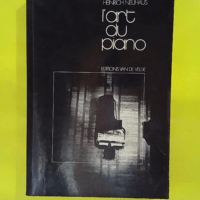 HEINRICH NEUHAUS
l'art
du
piano
EDITIONS VAN DE VELDE